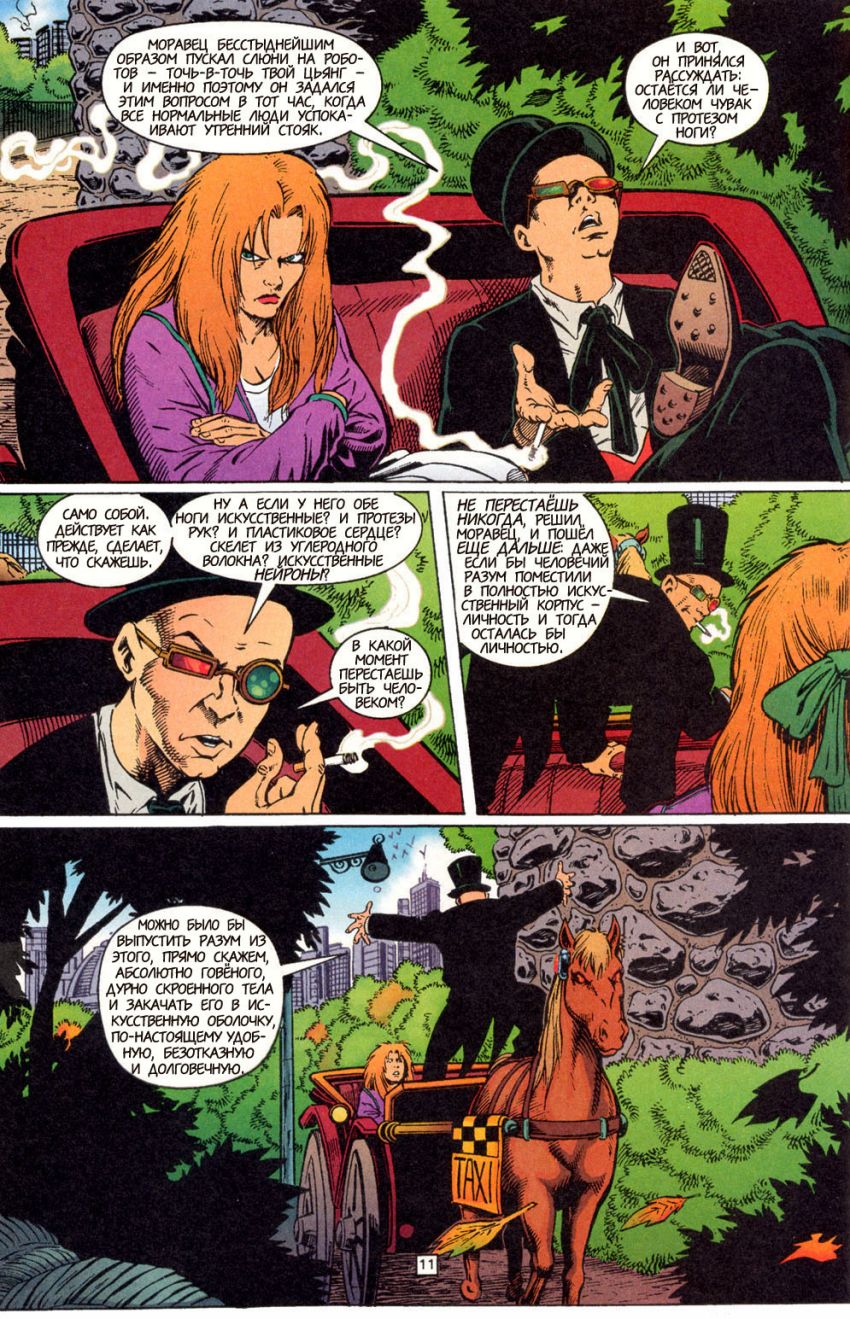 МОРАВЕЦ БЕССТЫДНЕЙШИМ
ОБРАЗОМ ПУСКАЛ СЛЮНИ НА РОБО-
ТОВ – ТОЧЬ-В-ТОЧЬ ТВОЙ ЦЬЯНГ –
И ИМЕННО ПОЭТОМУ ОН ЗАДАЛСЯ
ЭТИМ ВОПРОСОМ В ТОТ ЧАС, КОГДА
ВСЕ НОРМАЛЬНЫЕ ЛЮДИ УСПОКА-
ИВАЮТ УТРЕННИЙ СТОЯК.
И ВОТ,
ОН ПРИНЯЛСЯ
РАССУЖДАТЬ:
ОСТАЁТСЯ ЛИ ЧЕ-
ЛОВЕКОМ ЧУВАК
С ПРОТЕЗОМ
НОГИ?
САМО СОБОЙ.
ДЕЙСТВУЕТ КАК
ПРЕЖДЕ, СДЕЛАЕТ,
ЧТО СКАЖЕШЬ.
НУ А ЕСЛИ У НЕГО ОБЕ
НОГИ ИСКУССТВЕННЫЕ? И ПРОТЕЗЫ
РУК? И ПЛАСТИКОВОЕ СЕРДЦЕ?
СКЕЛЕТ ИЗ УГЛЕРОДНОГО
ВОЛОКНА? ИСКУССТВЕННЫЕ
НЕЙРОНЫ?
В КАКОЙ
МОМЕНТ
ПЕРЕСТАЕШЬ
БЫТЬ ЧЕЛО-
ВЕКОМ?
НЕ ПЕРЕСТАЁШЬ
НИКОГДА, РЕШИЛ
МОРАВЕЦ, И ПОШЁЛ
ЕЩЕ ДАЛЬШЕ: ДАЖЕ
ЕСЛИ БЫ ЧЕЛОВЕЧИЙ
РАЗУМ ПОМЕСТИЛИ
В ПОЛНОСТЬЮ ИСКУС-
СТВЕННЫЙ КОРПУС –
ЛИЧНОСТЬ И ТОГДА
ОСТАЛАСЬ БЫ
ЛИЧНОСТЬЮ.
МОЖНО БЫЛО БЫ
ВЫПУСТИТЬ РАЗУМ ИЗ
ЭТОГО, ПРЯМО СКАЖЕМ,
АБСОЛЮТНО ГОВЁНОГО,
ДУРНО СКРОЕННОГО ТЕЛА
И ЗАКАЧАТЬ ЕГО В ИС-
КУССТВЕННУЮ ОБОЛОЧКУ,
ПО-НАСТОЯЩЕМУ УДОБ-
НУЮ, БЕЗОТКАЗНУЮ
И ДОЛГОВЕЧНУЮ.
TAXI
11